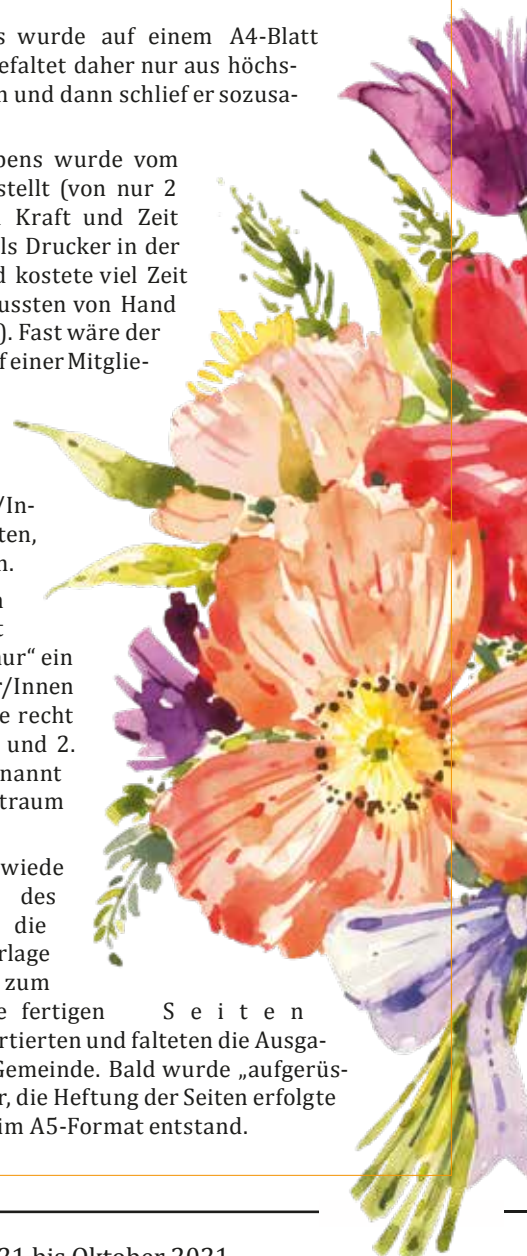 s wurde auf einem A4-Blatt
efaltet daher nur aus höchs-
n und dann schlief er sozusa-
bens wurde vom
stellt (von nur 2
Kraft und Zeit
ls Drucker in der
d kostete viel Zeit
ussten von Hand
). Fast wäre der
f einer Mitglie-
/In-
ten,
n.
n
t
nur“ ein
r/Innen
e recht
und 2.
nannt
traum
wiede
des
die
rlage
zum
e fertigen S e i t e n
rtierten und falteten die Ausga-
Gemeinde. Bald wurde „aufgerüs-
r, die Heftung der Seiten erfolgte
im A5-Format entstand.
21 bis Oktober 2021